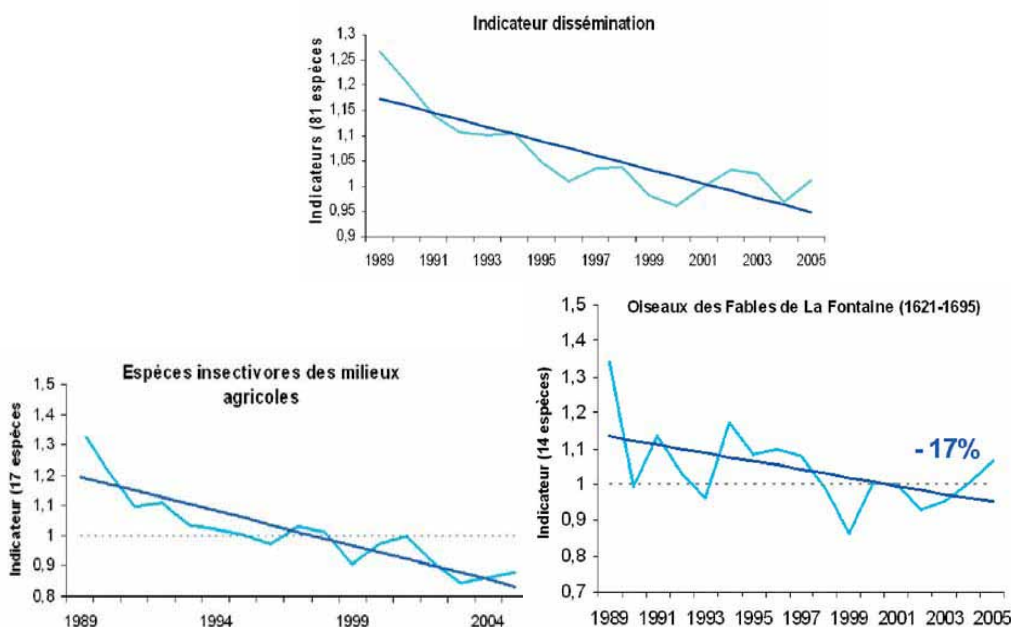 Indicateur dissémination
Indicateurs (81 espèces
1,3
1,25
1,2
1,15
1,1
1,05
1
0,95
0,9
1989 1991 1993 1995 1997 1999 2001 2003 2005
Espèces insectivores des milieux
agricoles
Indicateur (17 espèces
1,5
1,4
1,3
1,2
1,1
1
0,9
0,8
1989 1994 1999 2004
Oiseaux des Fables de La Fontaine (1621-1695)
Indicateur (14 espèces)
1,5
1,4
1,3
1,2
1,1
1
0,9
0,8
0,7
- 17%
1989 1991 1993 1995 1997 1999 2001 2003 2005